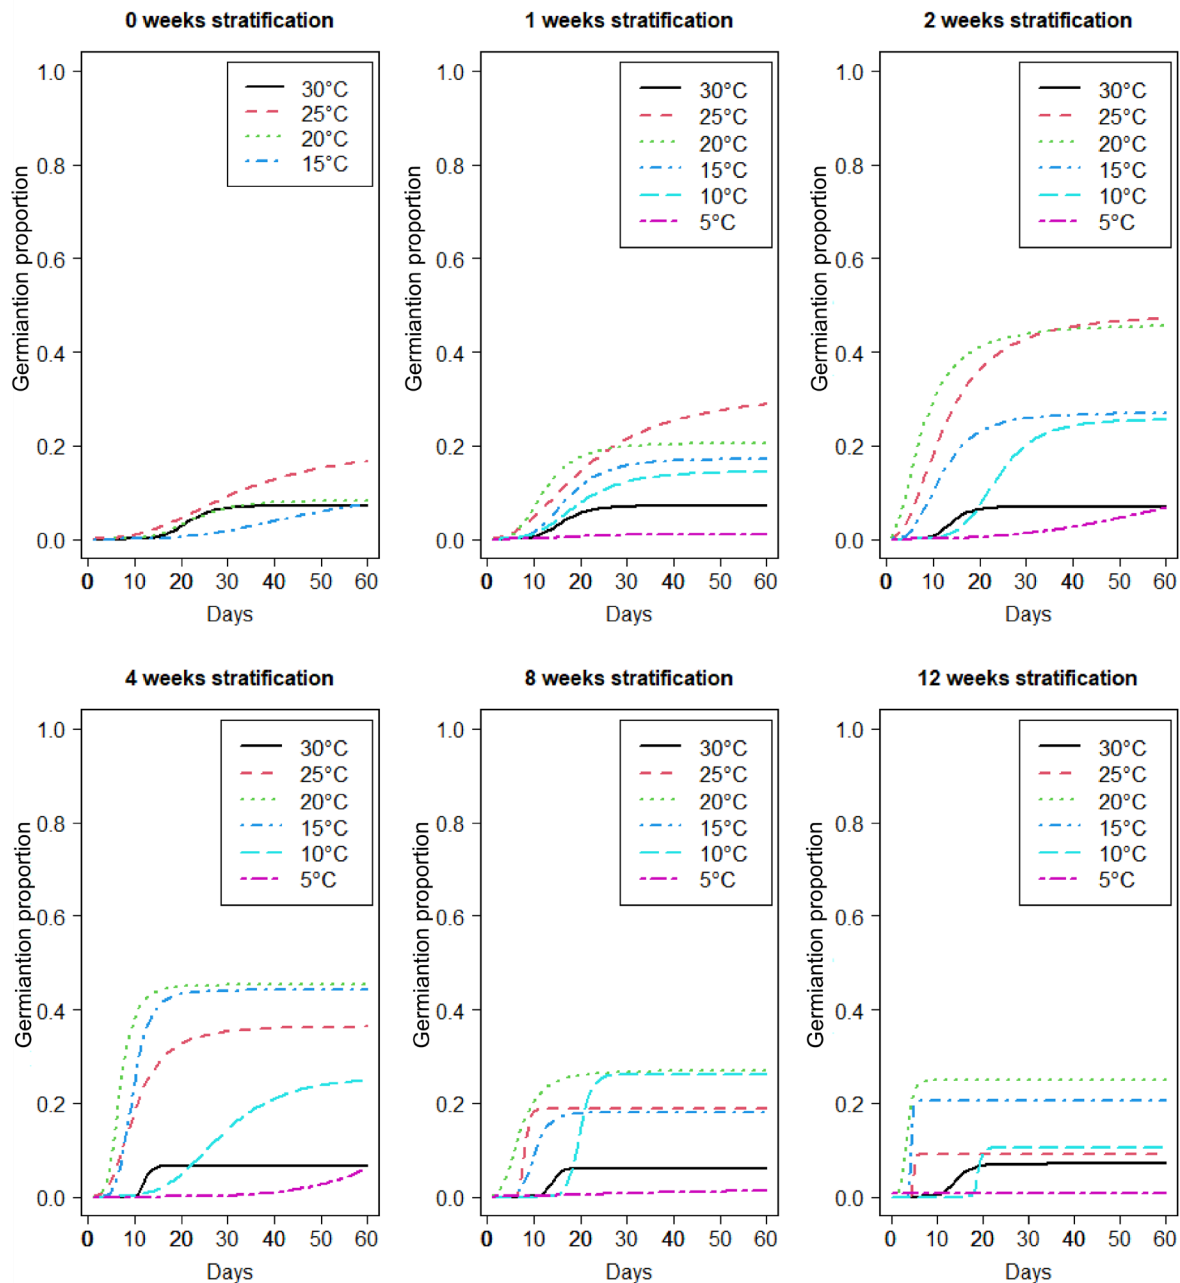 0 weeks stratification
1.0
0.8
0.6
0.4
0.2
0.0
Germiantion proportion
30°C
25°C
20°C
15°C
0 10 20 30 40 50 60
Days
1 weeks stratification
1.0
0.8
0.6
0.4
0.2
0.0
Germiantion proportion
30°C
25°C
20°C
15°C
10°C
5°C
0 10 20 30 40 50 60
Days
2 weeks stratification
1.0
0.8
0.6
0.4
0.2
0.0
Germiantion proportion
30°C
25°C
20°C
15°C
10°C
5°C
0 10 20 30 40 50 60
Days
4 weeks stratification
1.0
0.8
0.6
0.4
0.2
0.0
Germiantion proportion
30°C
25°C
20°C
15°C
10°C
5°C
0 10 20 30 40 50 60
Days
8 weeks stratification
1.0
0.8
0.6
0.4
0.2
0.0
Germiantion proportion
30°C
25°C
20°C
15°C
10°C
5°C
0 10 20 30 40 50 60
Days
12 weeks stratification
1.0
0.8
0.6
0.4
0.2
0.0
Germiantion proportion
30°C
25°C
20°C
15°C
10°C
5°C
0 10 20 30 40 50 60
Days